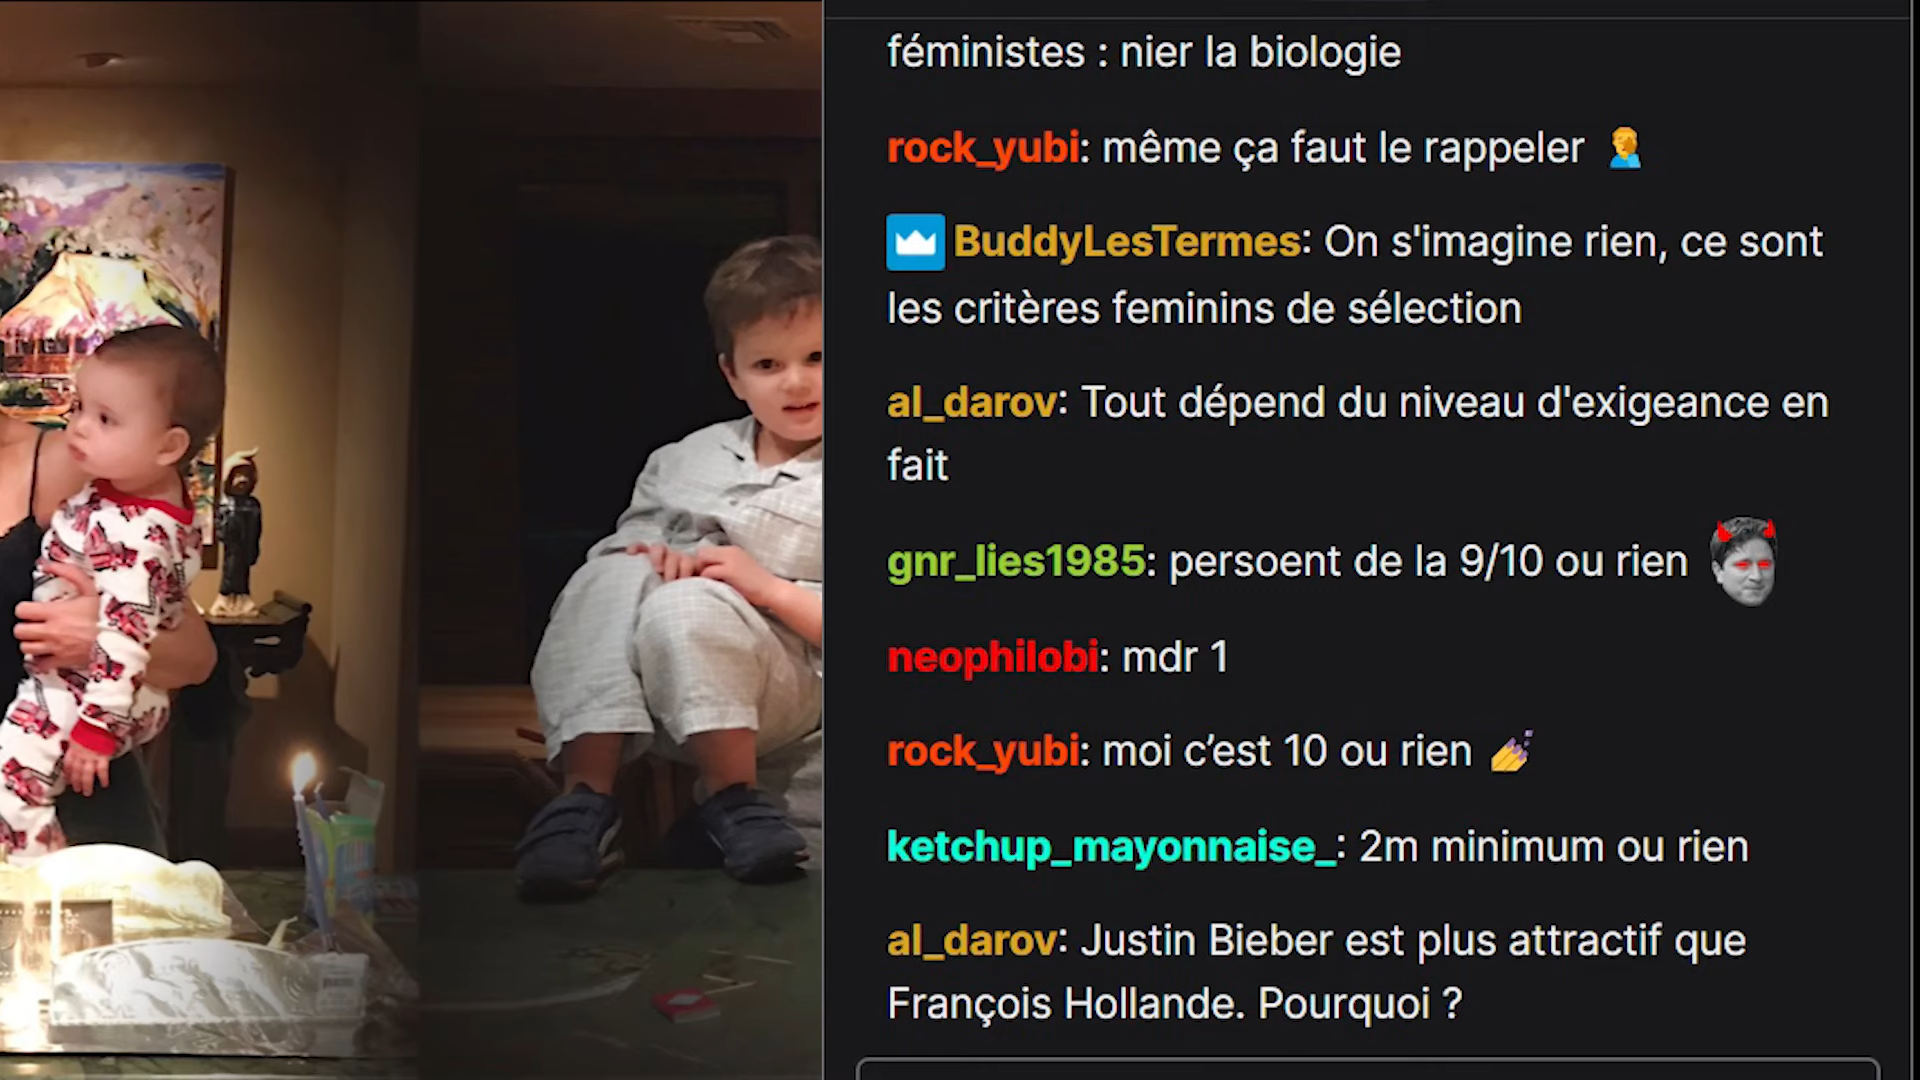 féministes : nier la biologie
rock_yubi: même ça faut le rappeler
BuddyLesTermes: On s'imagine rien, ce sont
les critères feminins de sélection
al_darov: Tout dépend du niveau d'exigeance en
fait
gnr_lies1985: persoent de la 9/10 ou rien
neophilobi: mdr 1
rock_yubi: moi c’est 10 ou rien
ketchup_mayonnaise_: 2m minimum ou rien
al_darov: Justin Bieber est plus attractif que
François Hollande. Pourquoi ?